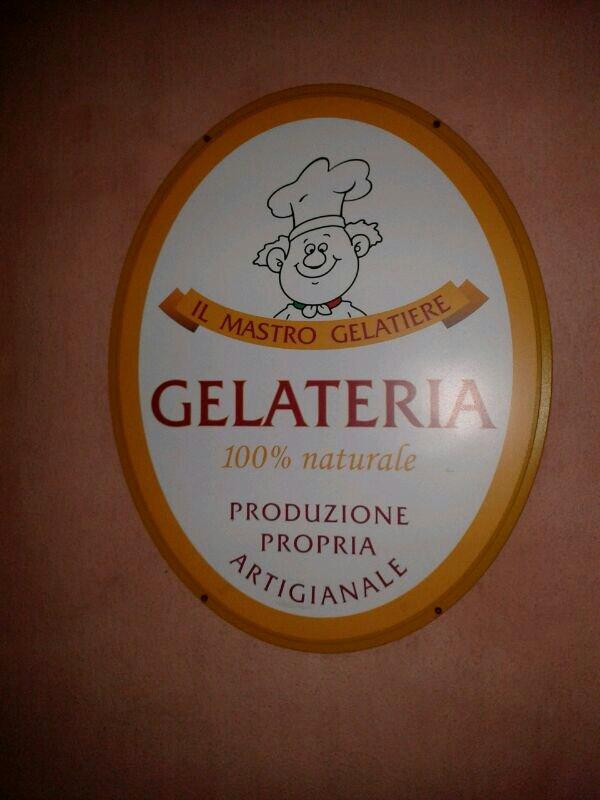 IL MASTRO GELATIERE
GELATERIA
100% naturale
PRODUZIONE
PROPRIA
ARTIGIANALE